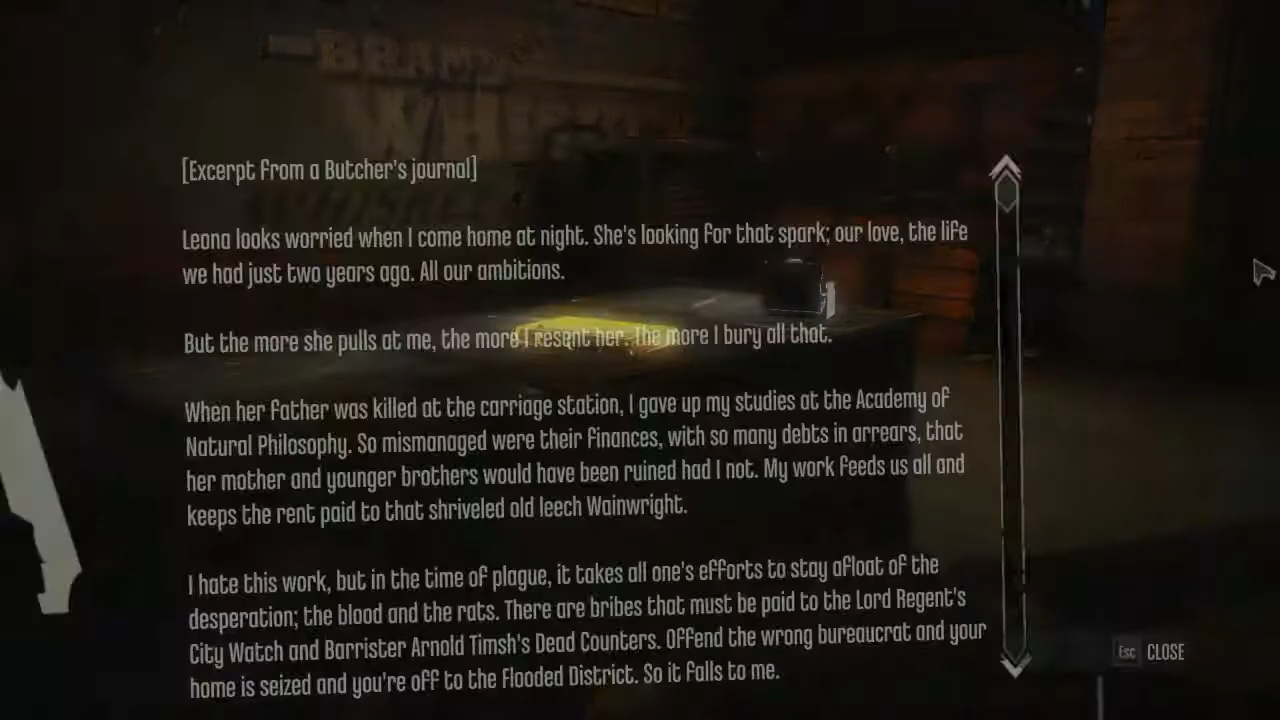 BRAM
[Excerpt from a Butcher's journal]
Leona looks worried when I come home at night. She's looking for that spark; our love, the life
we had just two years ago. All our ambitions.
But the more she pulls at me, the more I resent her. The more I bury all that.
When her father was killed at the carriage station, I gave up my studies at the Academy of
Natural Philosophy. So mismanaged were their finances, with so many debts in arrears, that
her mother and younger brothers would have been ruined had I not. My work feeds us all and
keeps the rent paid to that shriveled old leech Wainwright.
I hate this work, but in the time of plague, it takes all one's efforts to stay afloat of the
desperation; the blood and the rats. There are bribes that must be paid to the Lord Regent's
City Watch and Barrister Arnold Timsh's Dead Counters. Offend the wrong bureaucrat and your
home is seized and you're off to the Flooded District. So it falls to me.
Esc CLOSE